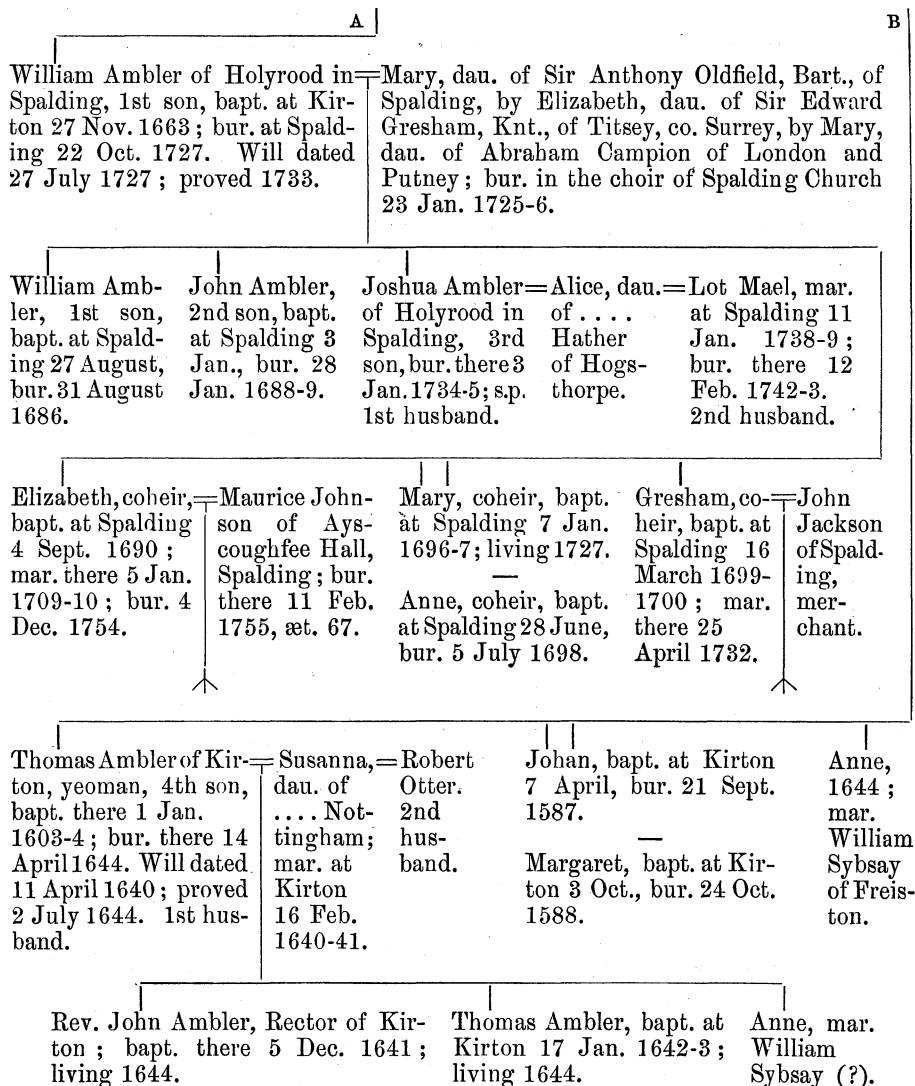 A
B
William Ambler of Holyrood in
Spalding, 1st son, bapt. at Kir-
ton 27 Nov. 1663 ; bur. at Spald-
ing 22 Oct. 1727. Will dated
27 July 1727 ; proved 1733.
Mary, dau. of Sir Anthony Oldfield, Bart., of
Spalding, by Elizabeth, dau. of Sir Edward
Gresham, Knt., of Titsey, co. Surrey, by Mary,
dau. of Abraham Campion of London and
Putney ; bur. in the choir of Spalding Church
23 Jan. 1725-6.
William Amb-
ler, 1st son,
bapt. at Spald-
ing 27 August,
bur. 31 August
1686.
John Ambler,
2nd son, bapt.
at Spalding 3
Jan., bur. 28
Jan. 1688-9.
Joshua Ambler=
of Holyrood in
Spalding, 3rd
son, bur. there 3
Jan. 1734-5; s.p.
1st husband.
Alice, dau.=
of . . . .
Hather
of Hogs-
thorpe.
Lot Mael, mar.
at Spalding 11
Jan. 1738-9 ;
bur. there 12
Feb. 1742-3.
2nd husband.
Elizabeth, coheir,
bapt. at Spalding
4 Sept. 1690 ;
mar. there 5 Jan.
1709-10 ; bur. 4
Dec. 1754.
Maurice John-
son of Ays-
coughfee Hall,
Spalding ; bur.
there 11 Feb.
1755, æt. 67.
Mary, coheir, bapt.
at Spalding 7 Jan.
1696-7 ; living 1727.
—
Anne, coheir, bapt.
at Spalding 28 June,
bur. 5 July 1698.
Gresham, co-
heir, bapt. at
Spalding 16
March 1699-
1700 ; mar.
there 25
April 1732.
John
Jackson
of Spald-
ing,
mer-
chant.
Thomas Ambler of Kir-
ton, yeoman, 4th son,
bapt. there 1 Jan.
1603-4 ; bur. there 14
April 1644. Will dated
11 April 1640 ; proved
2 July 1644. 1st hus-
band.
Susanna,=
dau. of
. . . . Not-
tingham;
mar. at
Kirton
16 Feb.
1640-41.
Robert
Otter.
2nd
hus-
band.
Johan, bapt. at Kirton
7 April, bur. 21 Sept.
1587.
—
Margaret, bapt. at Kir-
ton 3 Oct., bur. 24 Oct.
1588.
Anne,
1644 ;
mar.
William
Sybsay
of Freis-
ton.
Rev. John Ambler, Rector of Kir-
ton ; bapt. there 5 Dec. 1641 ;
living 1644.
Thomas Ambler, bapt. at
Kirton 17 Jan. 1642-3 ;
living 1644.
Anne, mar.
William
Sybsay (?).